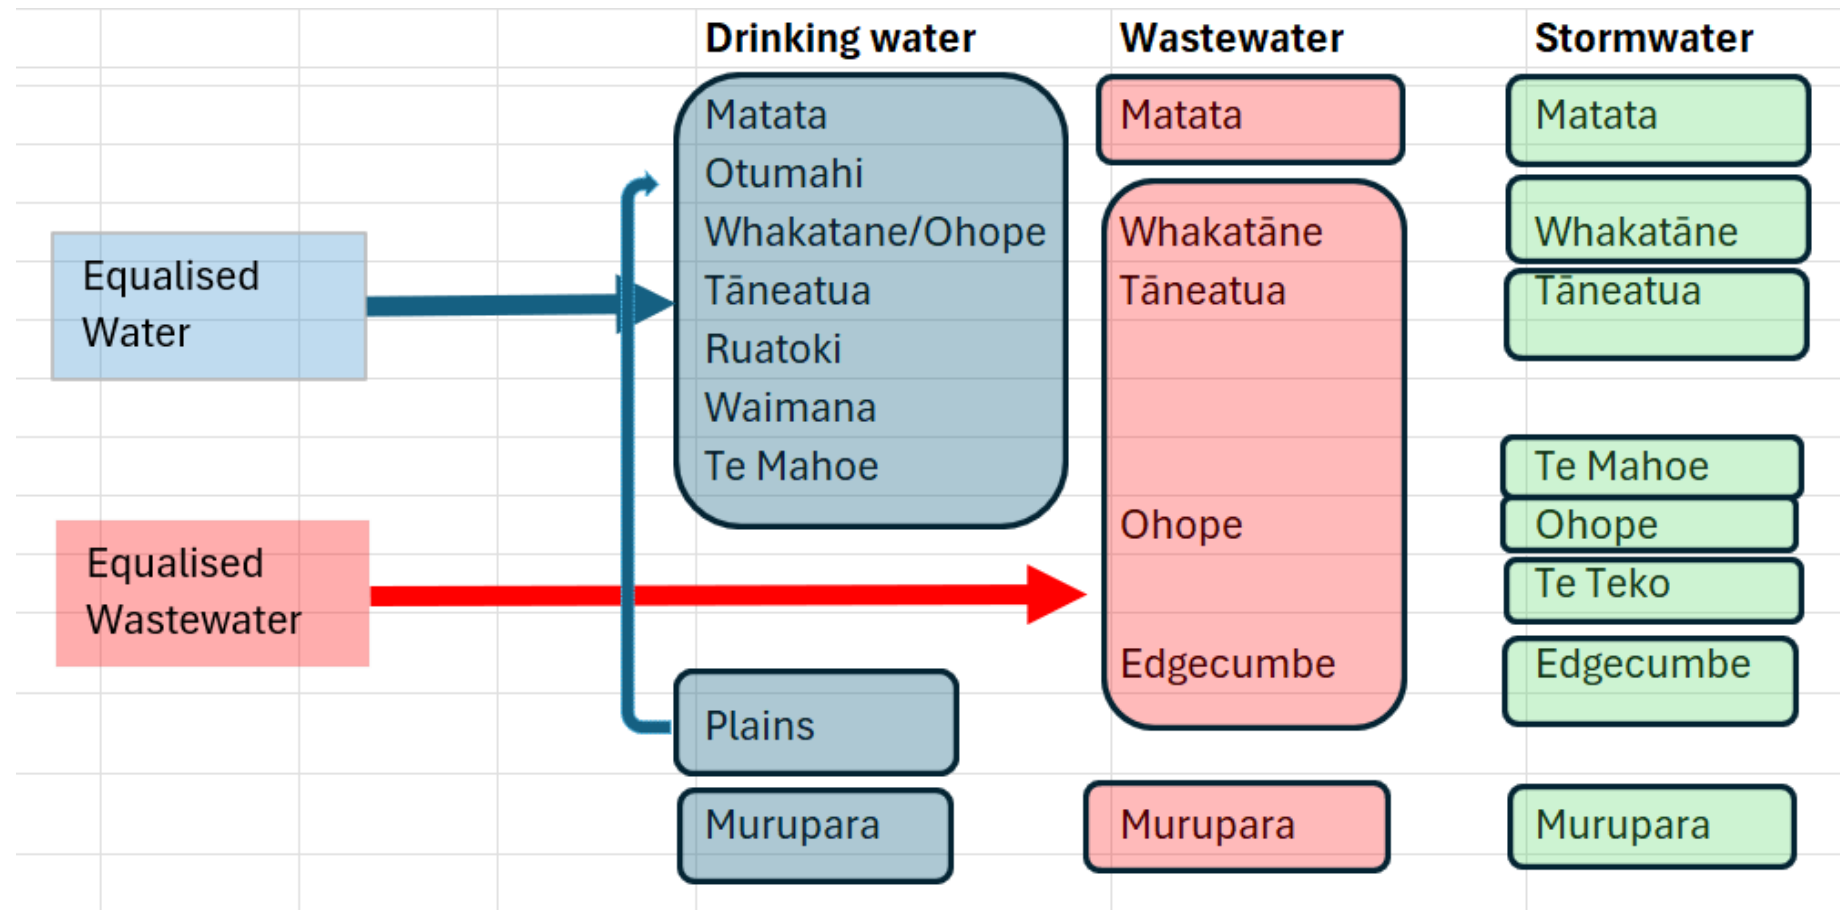 Drinking water Wastewater Stormwater
Matata Matata Matata
Otumahi
Whakatane/Ohope Whakatāne Whakatāne
Equalised
Water
Tāneatua Tāneatua Tāneatua
Ruatoki
Waimana
Te Mahoe Te Mahoe
Ohope Ohope
Equalised
Wastewater
Te Teko
Edgecumbe Edgecumbe
Plains
Murupara Murupara Murupara